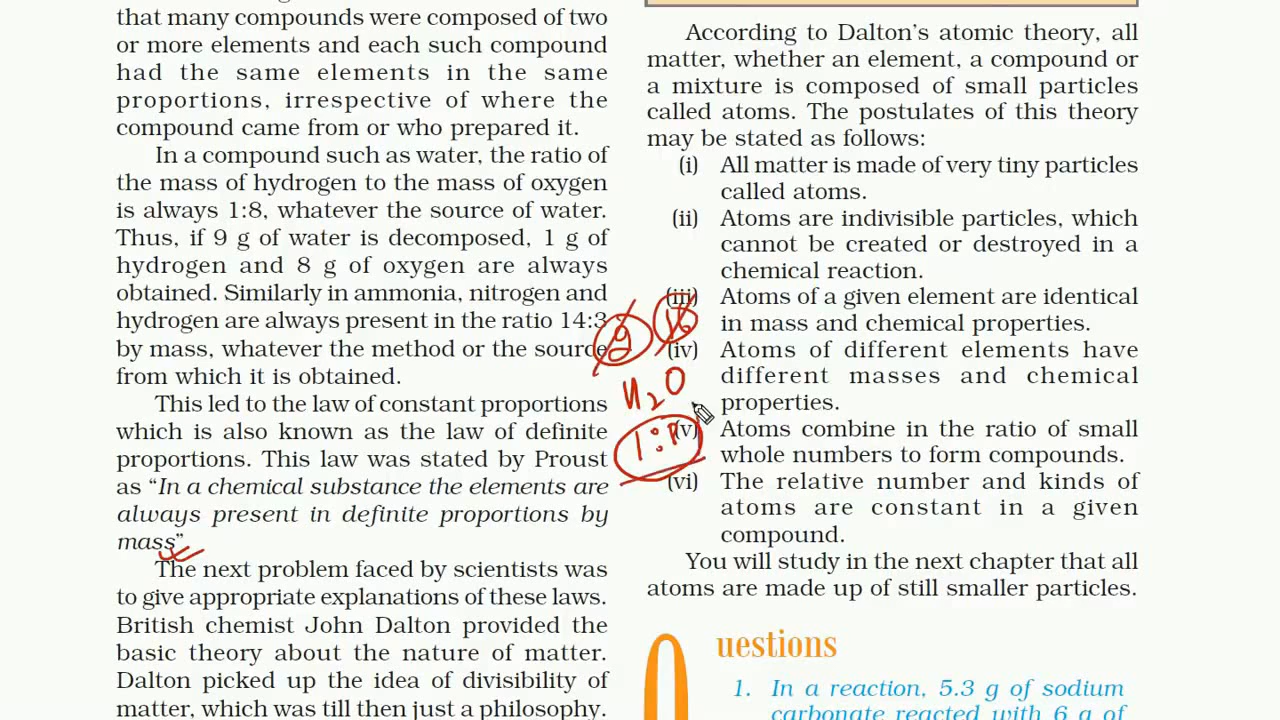 that many compounds were composed of two
or more elements and each such compound
had the same elements in the same
proportions, irrespective of where the
compound came from or who prepared it.
In a compound such as water, the ratio of
the mass of hydrogen to the mass of oxygen
is always 1:8, whatever the source of water.
Thus, if 9 g of water is decomposed, 1 g of
hydrogen and 8 g of oxygen are always
obtained. Similarly in ammonia, nitrogen and
hydrogen are always present in the ratio 14:3
by mass, whatever the method or the source
from which it is obtained.
This led to the law of constant proportions
which is also known as the law of definite
proportions. This law was stated by Proust
as “In a chemical substance the elements are
always present in definite proportions by
mass”
The next problem faced by scientists was
to give appropriate explanations of these laws.
British chemist John Dalton provided the
basic theory about the nature of matter.
Dalton picked up the idea of divisibility of
matter, which was till then just a philosophy.
16
H2O
According to Dalton’s atomic theory, all
matter, whether an element, a compound or
a mixture is composed of small particles
called atoms. The postulates of this theory
may be stated as follows:
(i) All matter is made of very tiny particles
called atoms.
(ii) Atoms are indivisible particles, which
cannot be created or destroyed in a
chemical reaction.
(iii) Atoms of a given element are identical
in mass and chemical properties.
(iv) Atoms of different elements have
different masses and chemical
properties.
(v) Atoms combine in the ratio of small
whole numbers to form compounds.
(vi) The relative number and kinds of
atoms are constant in a given
compound.
You will study in the next chapter that all
atoms are made up of still smaller particles.
Questions
1. In a reaction, 5.3 g of sodium
carbonate reacted with 6 g of